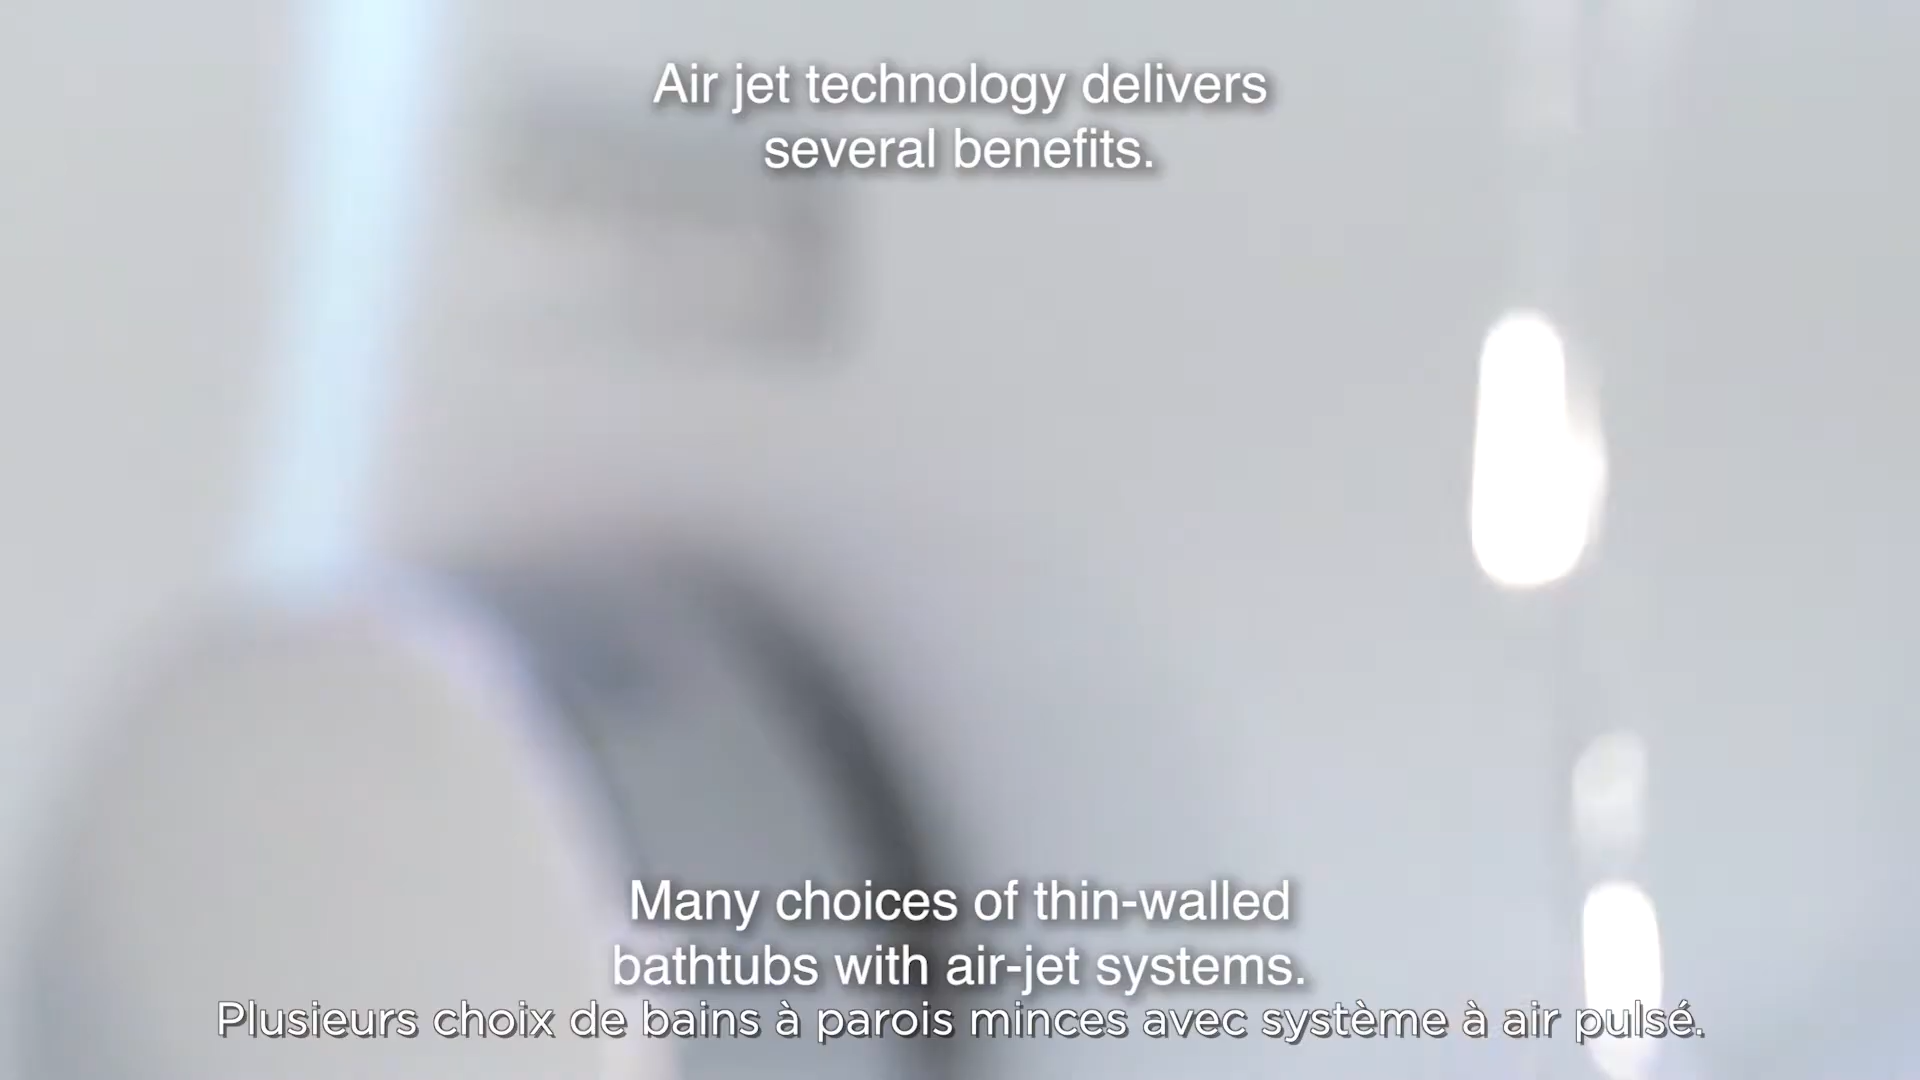 Air jet technology delivers
several benefits.
Many choices of thin-walled
bathtubs with air-jet systems.
Plusieurs choix de bains à parois minces avec système à air pulsé.